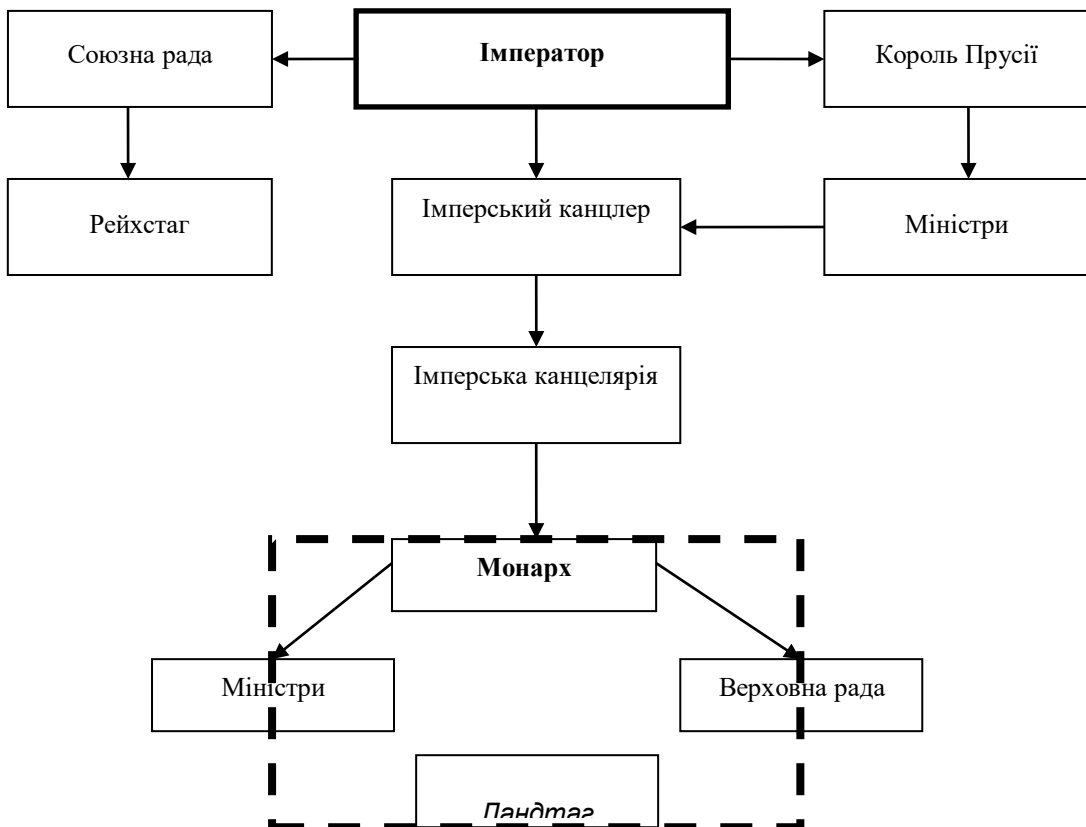 Союзна рада
Імператор
Король Прусії
Рейхстаг
Імперський канцлер
Міністри
Імперська канцелярія
Монарх
Міністри
Верховна рада
Ландтаг